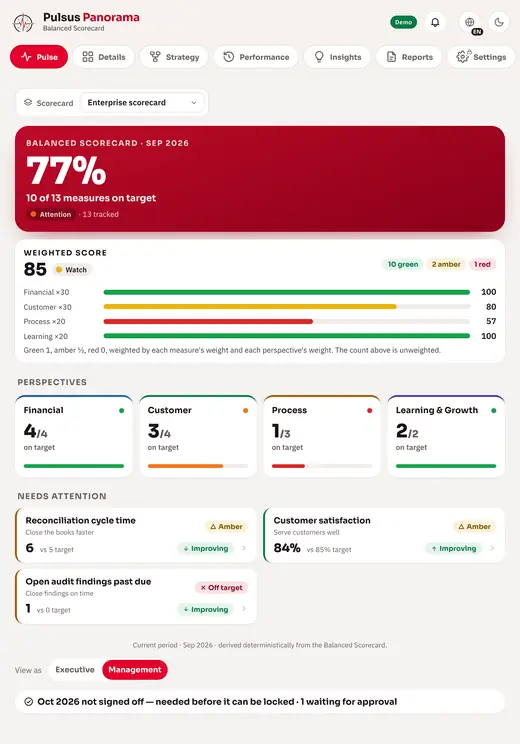 Pulsus Panorama
Balanced Scorecard
Demo
EN
Pulse
Details
Strategy
Performance
Insights
Reports
Settings
Scorecard
Enterprise scorecard
BALANCED SCORECARD · SEP 2026
77%
10 of 13 measures on target
Attention · 13 tracked
WEIGHTED SCORE
85 Watch
10 green 2 amber 1 red
Financial ×30 100
Customer ×30 80
Process ×20 57
Learning ×20 100
Green 1, amber ½, red 0, weighted by each measure's weight and each perspective's weight. The count above is unweighted.
PERSPECTIVES
Financial
4/4
on target
Customer
3/4
on target
Process
1/3
on target
Learning & Growth
2/2
on target
NEEDS ATTENTION
Reconciliation cycle time
Close the books faster
△ Amber
6 vs 5 target
↓ Improving
Customer satisfaction
Serve customers well
△ Amber
84% vs 85% target
↑ Improving
Open audit findings past due
Close findings on time
✕ Off target
1 vs 0 target
↓ Improving
Current period · Sep 2026 · derived deterministically from the Balanced Scorecard.
View as Executive Management
Oct 2026 not signed off — needed before it can be locked · 1 waiting for approval